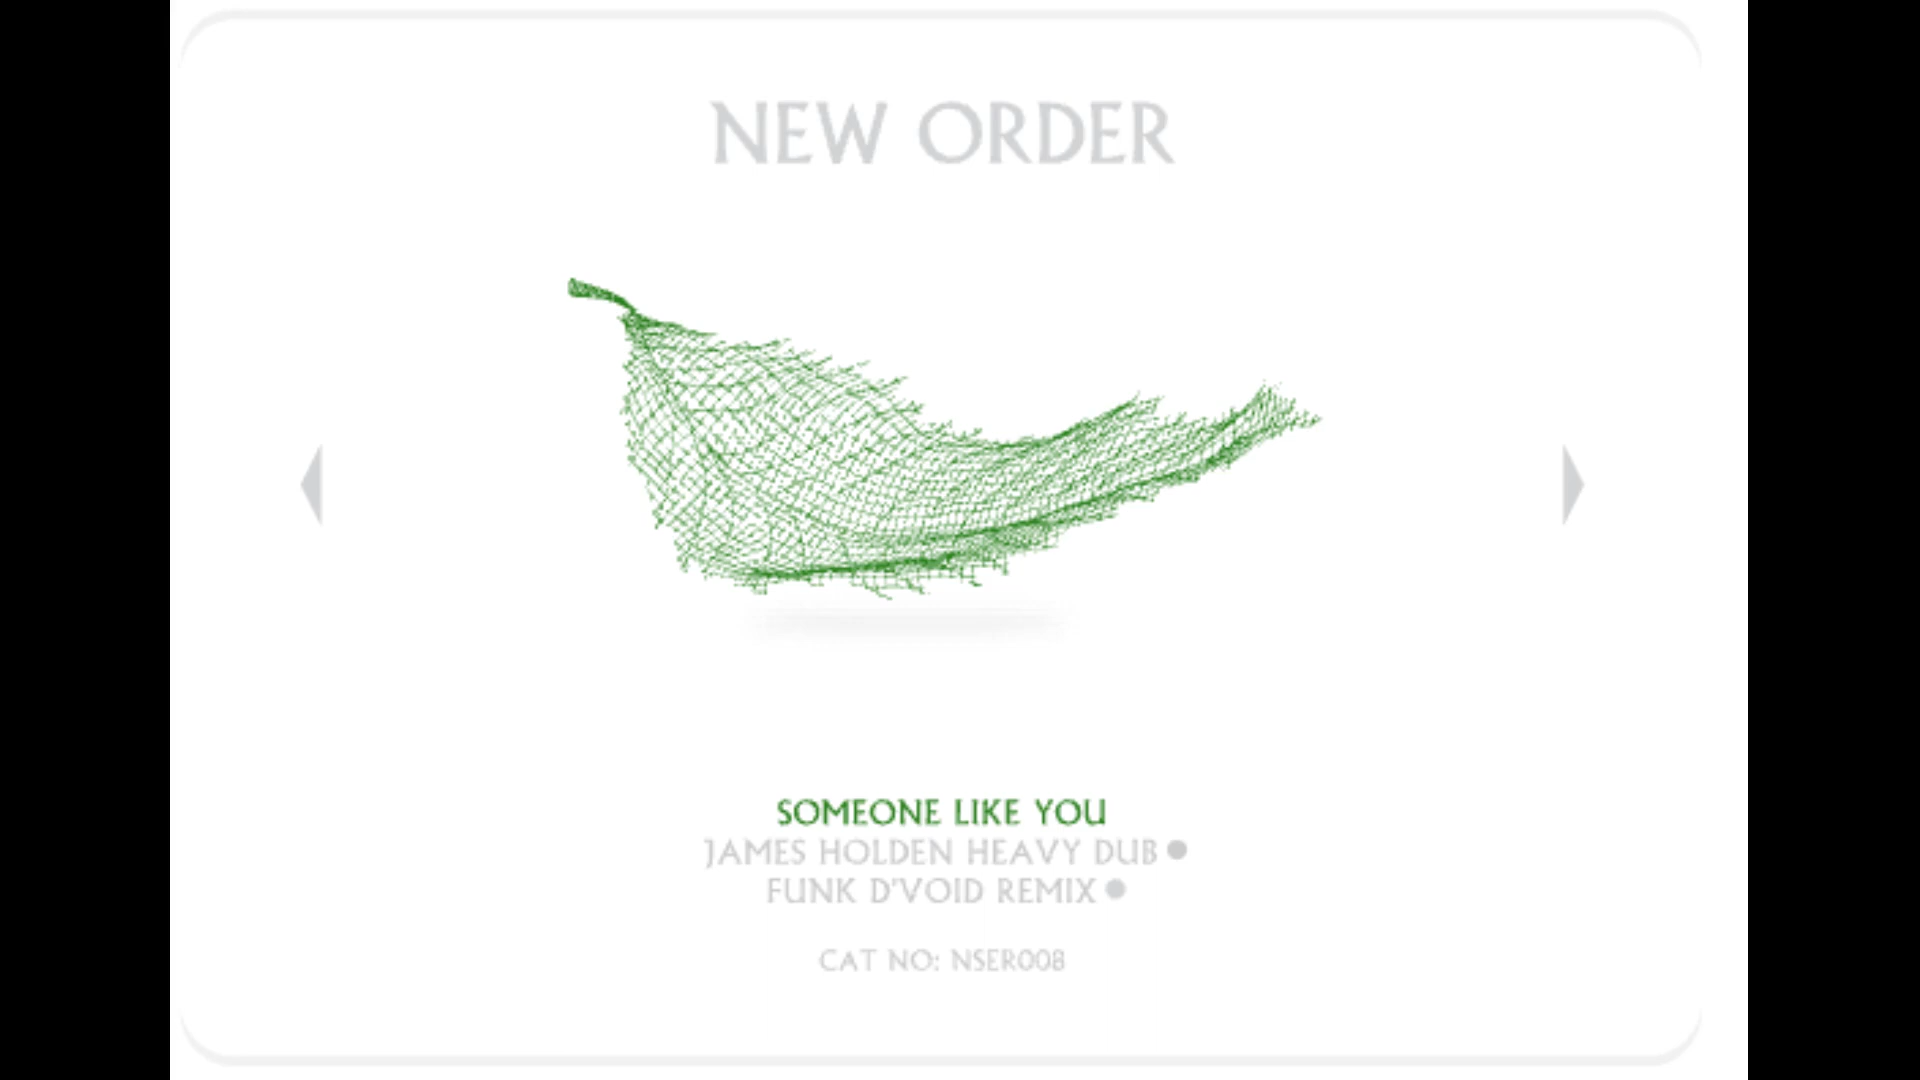 NEW ORDER
SOMEONE LIKE YOU
JAMES HOLDEN HEAVY DUB
FUNK D'VOID REMIX
CAT NO: NSER008